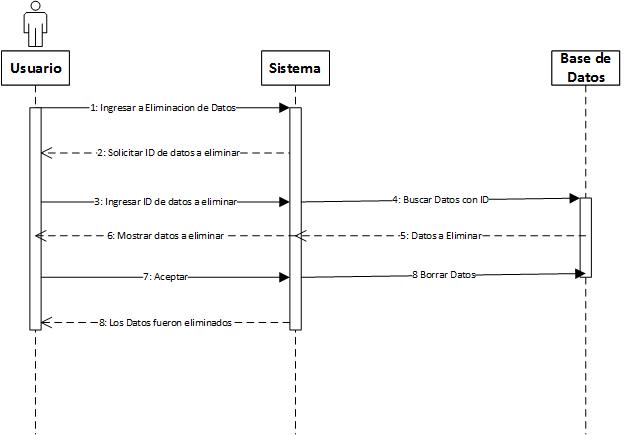 Usuario
Sistema
Base de
Datos
1: Ingresar a Eliminacion de Datos
2: Solicitar ID de datos a eliminar
3: Ingresar ID de datos a eliminar
4: Buscar Datos con ID
6: Mostrar datos a eliminar
5: Datos a Eliminar
7: Aceptar
8 Borrar Datos
8: Los Datos fueron eliminados